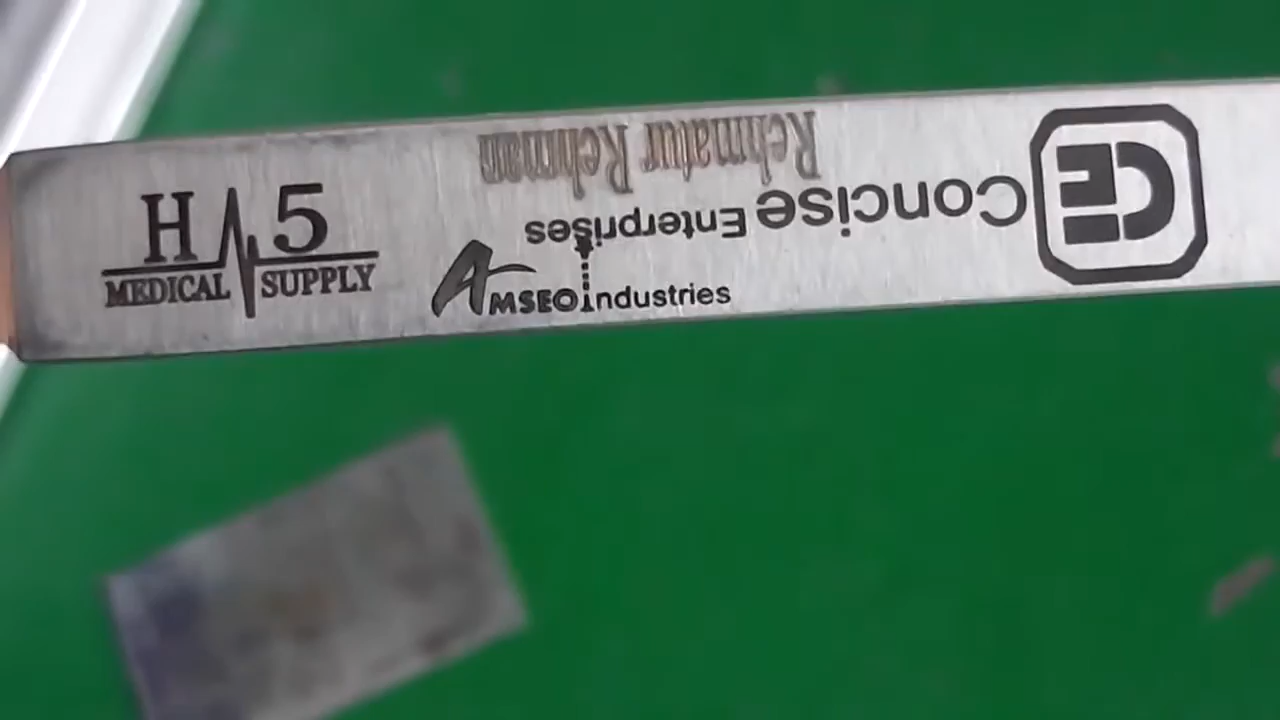 H 5
MEDICAL SUPPLY
AMSEO industries
Rehmatur Rehman
Concise Enterprises
CE